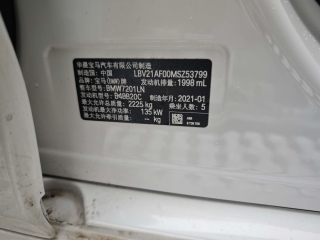 华晨宝马汽车有限公司制造
制造国：中国 LBV21AF00MSZ53799
品牌：宝马(BMW)牌 发动机排量：1998 mL
整车型号：BMW7201LN
发动机型号：B48B20C 制造年月：2021-01
最大允许总质量：2225 kg 乘坐人数：5
最大净功率：135 kW
最大允许牵引质量：— kg